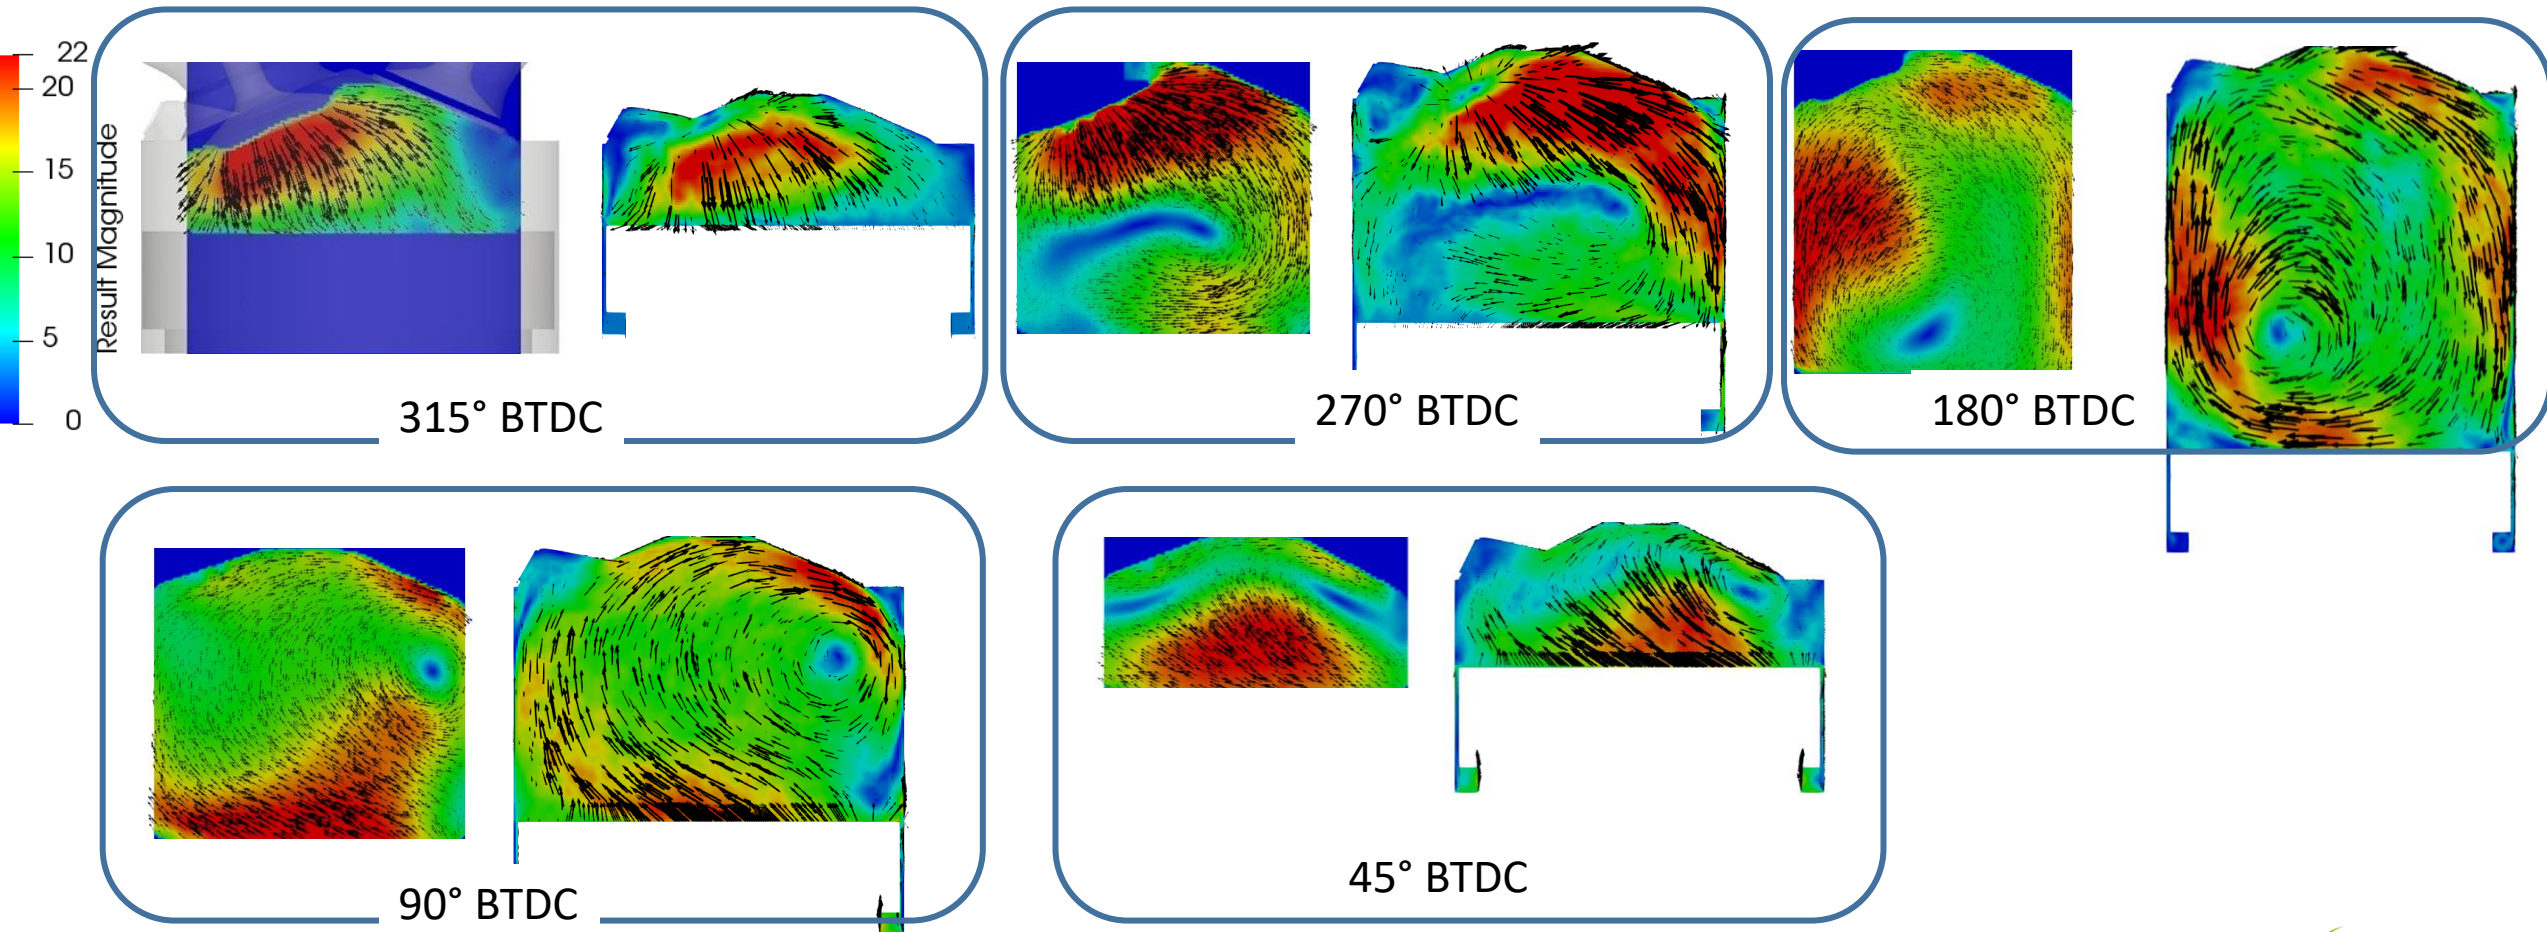 22
20
15
10
5
0
Result Magnitude
315° BTDC
270° BTDC
180° BTDC
90° BTDC
45° BTDC